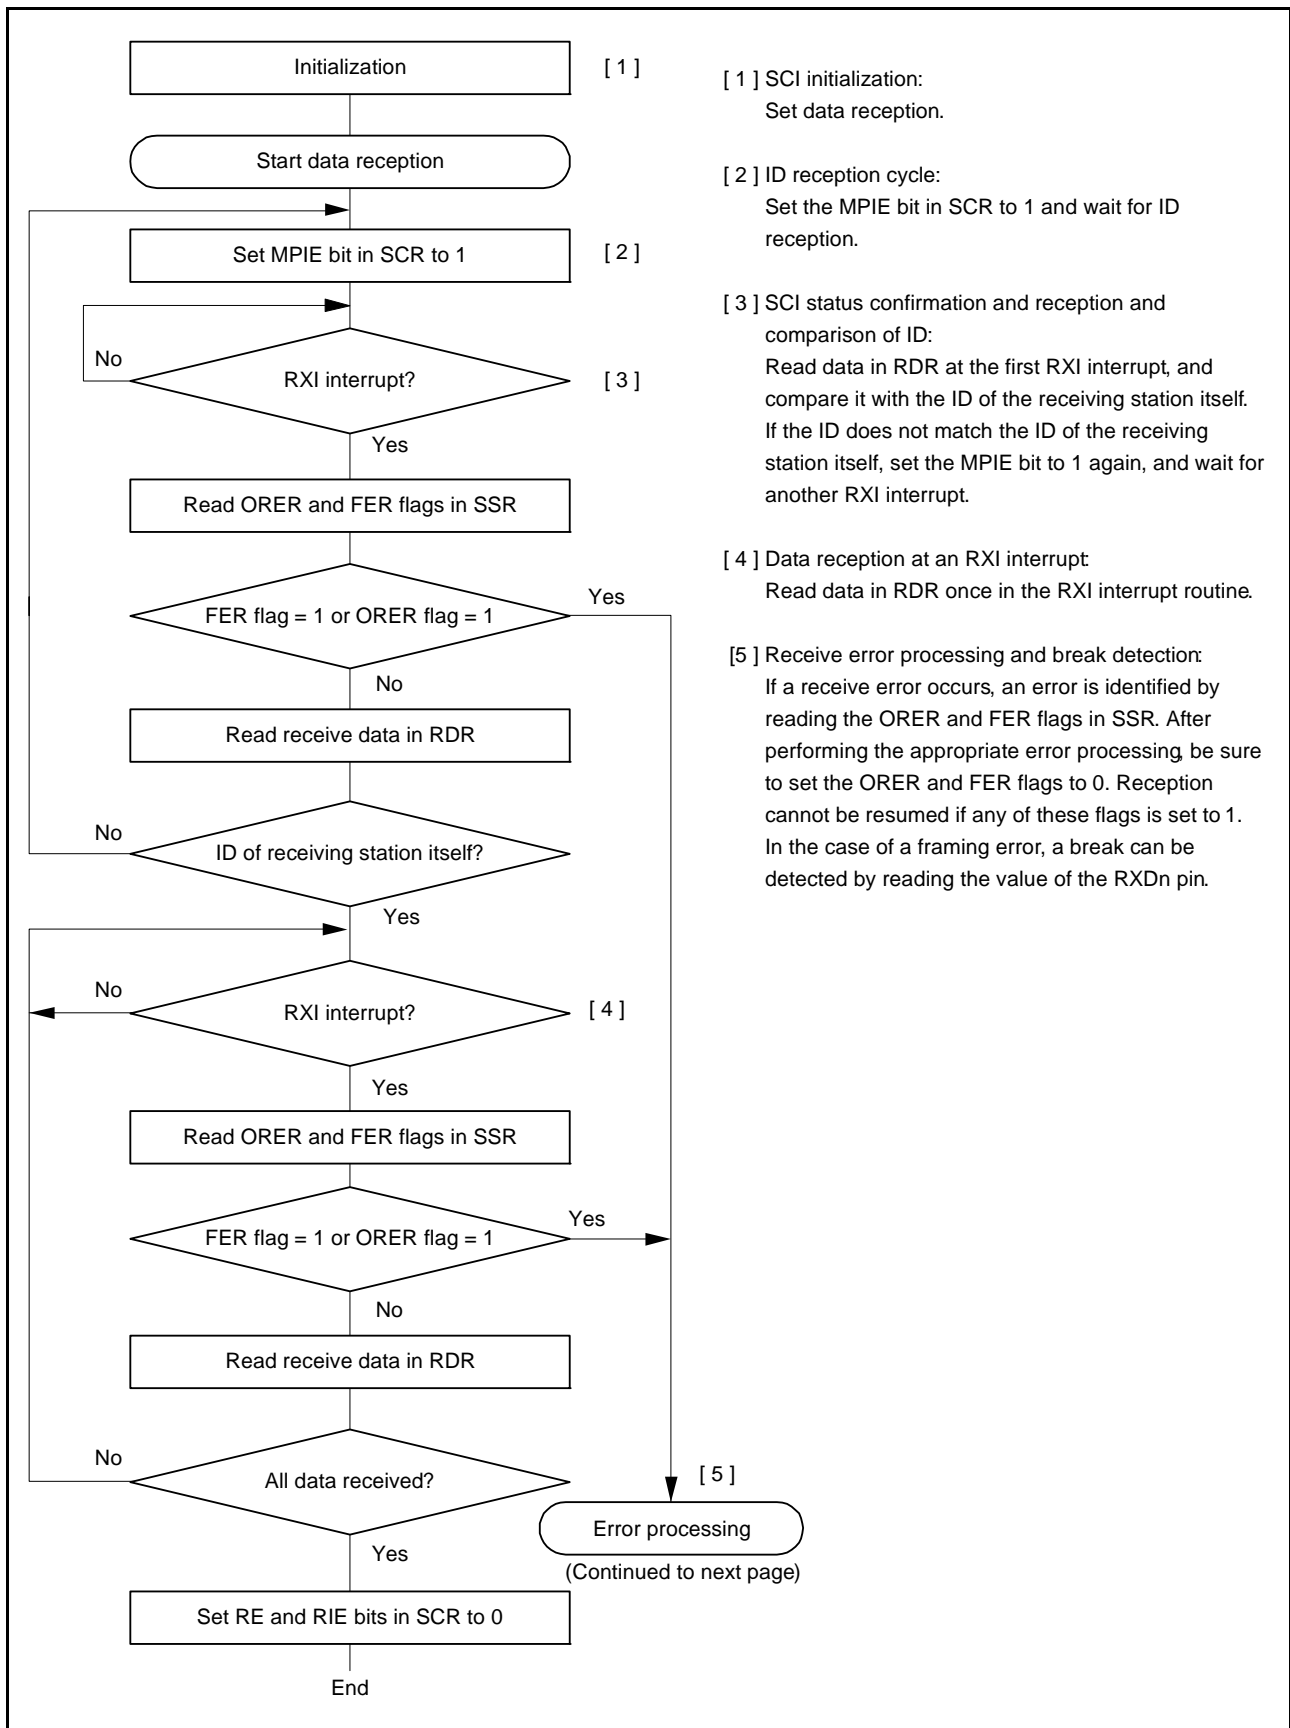 Initialization
[ 1 ]
Start data reception
Set MPIE bit in SCR to 1
[ 2 ]
No
RXI interrupt?
[ 3 ]
Yes
Read ORER and FER flags in SSR
FER flag = 1 or ORER flag = 1
Yes
No
Read receive data in RDR
No
ID of receiving station itself?
Yes
No
RXI interrupt?
[ 4 ]
Yes
Read ORER and FER flags in SSR
FER flag = 1 or ORER flag = 1
Yes
No
Read receive data in RDR
No
All data received?
[ 5 ]
Error processing
(Continued to next page)
Yes
Set RE and RIE bits in SCR to 0
End
[ 1 ] SCI initialization:
Set data reception.
[ 2 ] ID reception cycle:
Set the MPIE bit in SCR to 1 and wait for ID
reception.
[ 3 ] SCI status confirmation and reception and
comparison of ID:
Read data in RDR at the first RXI interrupt, and
compare it with the ID of the receiving station itself.
If the ID does not match the ID of the receiving
station itself, set the MPIE bit to 1 again, and wait for
another RXI interrupt.
[ 4 ] Data reception at an RXI interrupt:
Read data in RDR once in the RXI interrupt routine.
[5 ] Receive error processing and break detection:
If a receive error occurs, an error is identified by
reading the ORER and FER flags in SSR. After
performing the appropriate error processing, be sure
to set the ORER and FER flags to 0. Reception
cannot be resumed if any of these flags is set to 1.
In the case of a framing error, a break can be
detected by reading the value of the RXDn pin.